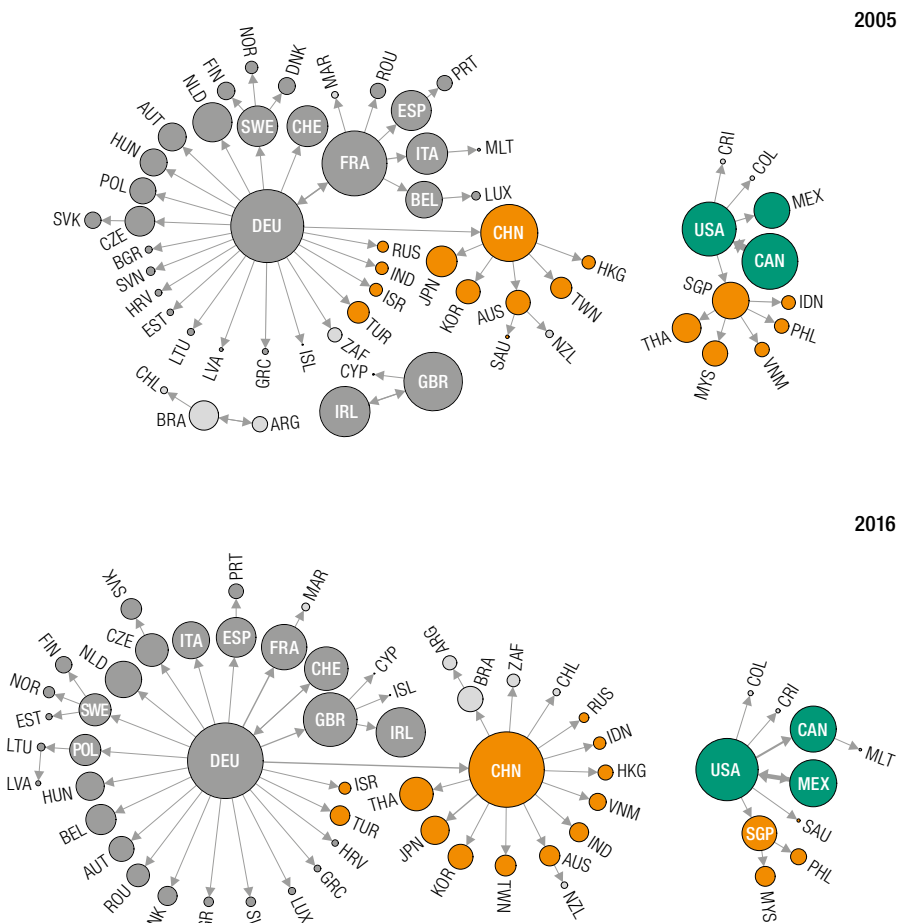 2005
NOR
DNK
FIN
MAR
ROU
PRT
NLD
SWE
CHE
ESP
AUT
FRA
ITA
MLT
HUN
POL
BEL
LUX
SVK
CZE
DEU
CHN
BGR
RUS
SVN
IND
JPN
HKG
HRV
ISR
KOR
AUS
TWN
EST
TUR
LTU
LVA
GRC
ISL
ZAF
SAU
NZL
CYP
GBR
CHL
IRL
BRA
ARG
CRI
COL
MEX
USA
CAN
SGP
IDN
THA
PHL
MYS
VNM
2016
PRT
SVK
MAR
CZE
ITA
ESP
FRA
FIN
NLD
CHE
CYP
NOR
SWE
ISL
EST
GBR
IRL
LTU
POL
DEU
LVA
HUN
ISR
BEL
TUR
AUT
HRV
ROU
GRC
LUX
ARG
BRA
ZAF
CHL
RUS
IDN
CHN
HKG
THA
VNM
JPN
IND
KOR
TWN
AUS
NZL
COL
CRI
CAN
MLT
USA
MEX
SAU
SGP
PHL
MYS